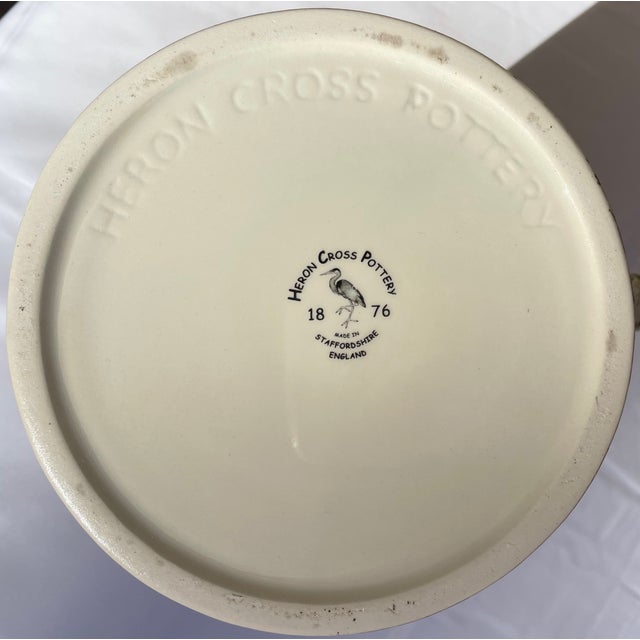 HERON CROSS POTTERY
HERON CROSS POTTERY
18 76
MADE IN
STAFFORDSHIRE
ENGLAND